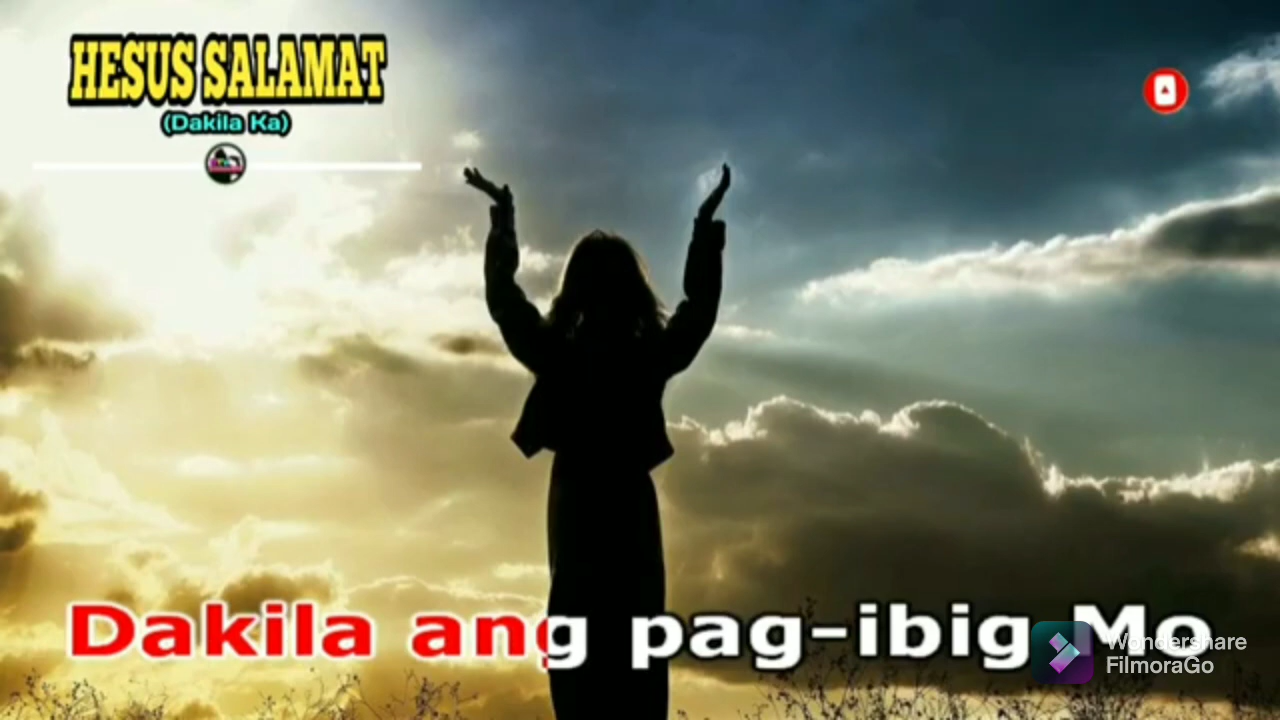 HESUS SALAMAT
(Dakila Ka)
Dakila ang pag-ibig Mo
Wondershare
FilmoraGo